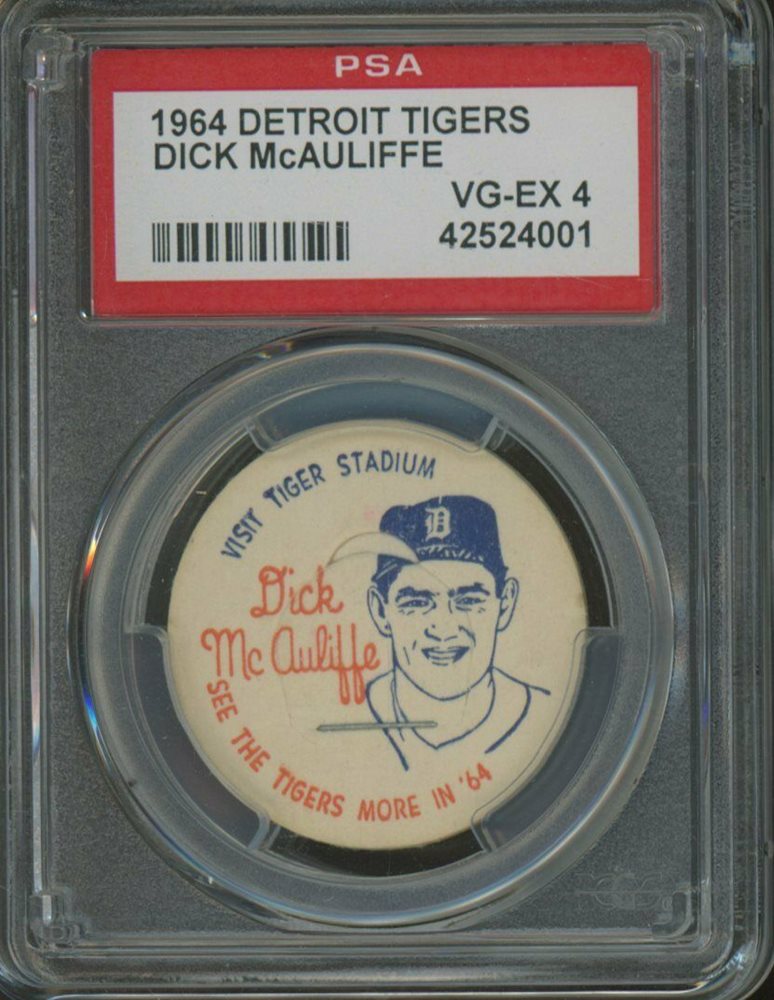 PSA
1964 DETROIT TIGERS
DICK McAULIFFE
VG-EX 4
42524001
VISIT TIGER STADIUM
D
Dick
McAuliffe
SEE THE TIGERS MORE IN '64